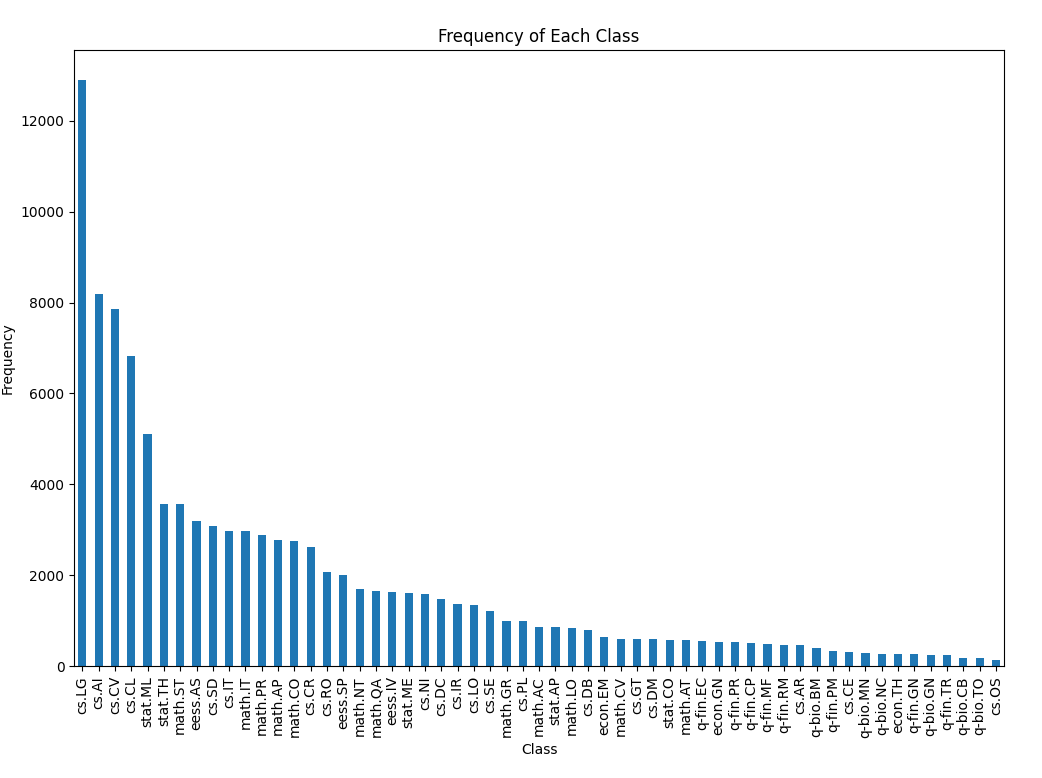 Frequency of Each Class
Frequency
12000
10000
8000
6000
4000
2000
0
cs.LG
cs.AI
cs.CV
cs.CL
stat.ML
stat.TH
math.ST
eess.AS
cs.SD
cs.IT
math.IT
math.PR
math.AP
math.CO
cs.CR
cs.RO
eess.SP
math.NT
math.QA
eess.IV
stat.ME
cs.NI
cs.DC
cs.IR
cs.LO
cs.SE
math.GR
cs.PL
math.AC
stat.AP
math.LO
cs.DB
econ.EM
math.CV
cs.GT
cs.DM
stat.CO
math.AT
q-fin.EC
econ.GN
q-fin.PR
q-fin.CP
q-fin.MF
q-fin.RM
cs.AR
q-bio.BM
q-fin.PM
cs.CE
q-bio.MN
q-bio.NC
econ.TH
q-fin.GN
q-bio.GN
q-fin.TR
q-bio.CB
q-bio.TO
cs.OS
Class